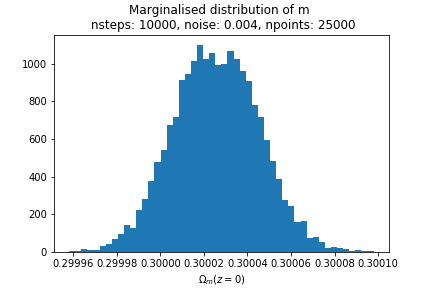 Marginalised distribution of m
nsteps: 10000, noise: 0.004, npoints: 25000
1000
800
600
400
200
0
0.29996 0.29998 0.30000 0.30002 0.30004 0.30006 0.30008 0.30010
Ωm(z = 0)